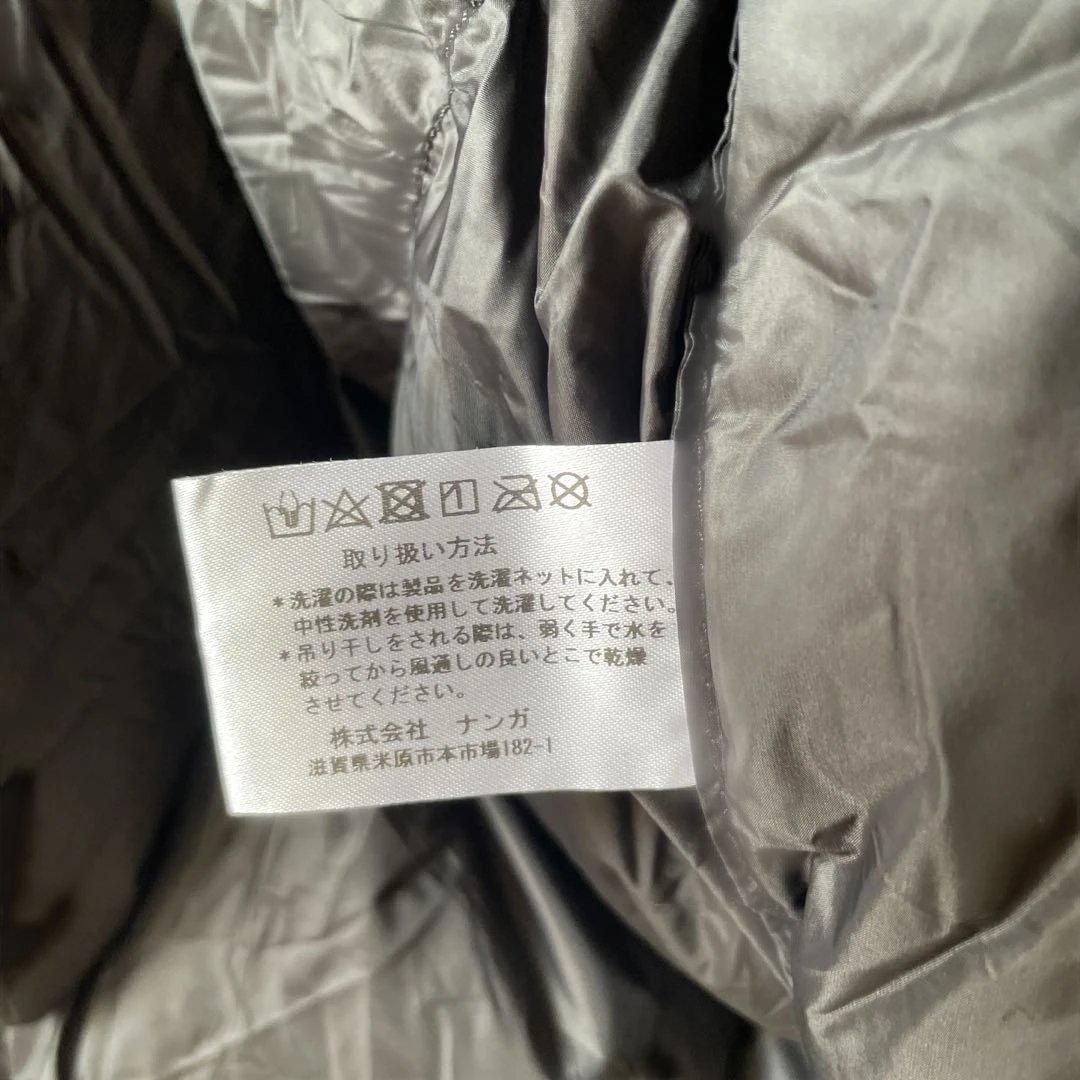 取り扱い方法
*洗濯の際は製品を洗濯ネットに入れて、
中性洗剤を使用して洗濯してください。
*吊り干しをされる際は、弱く手で水を
絞ってから風通しの良いとこで乾燥
させてください。
株式会社 ナンガ
滋賀県米原市本市場182-1